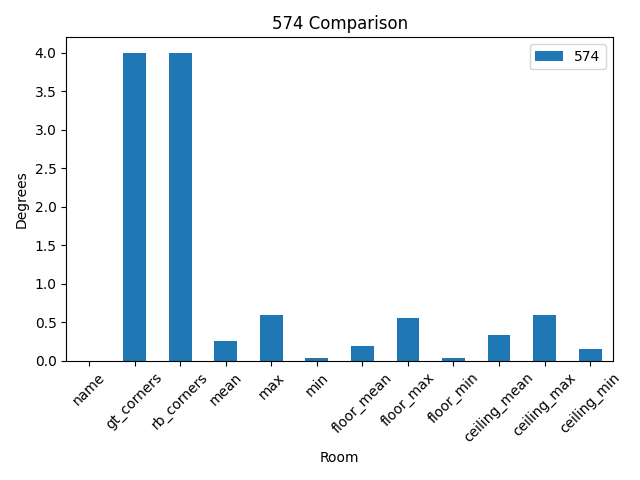 574 Comparison
574
Degrees
4.0
3.5
3.0
2.5
2.0
1.5
1.0
0.5
0.0
name
gt_corners
rb_corners
mean
max
min
floor_mean
floor_max
floor_min
ceiling_mean
ceiling_max
ceiling_min
Room